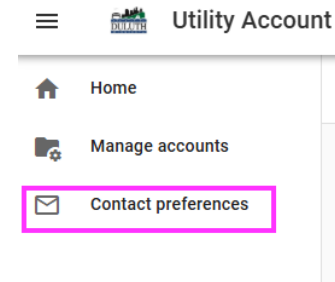 DULUTH
Utility Account
Home
Manage accounts
Contact preferences